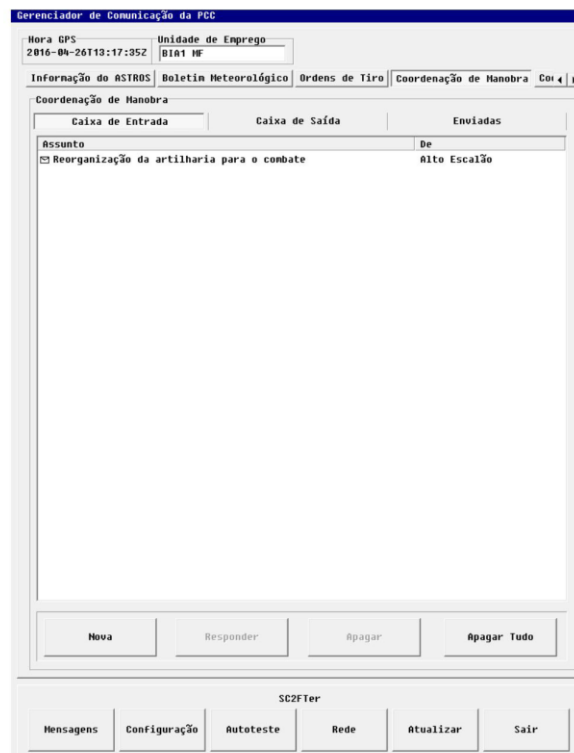 Gerenciador de Comunicação da PCC
Hora GPS Unidade de Emprego
2016-04-26T13:17:35Z BIA1 MF
Informação do ASTROS Boletim Meteorológico Ordens de Tiro Coordenação de Manobra
Coordenação de Manobra
Caixa de Entrada Caixa de Saída Enviadas
Assunto De
Reorganização da artilharia para o combate Alto Escalão
Nova Responder Apagar Apagar Tudo
SC2FTer
Mensagens Configuração Autoteste Rede Atualizar Sair